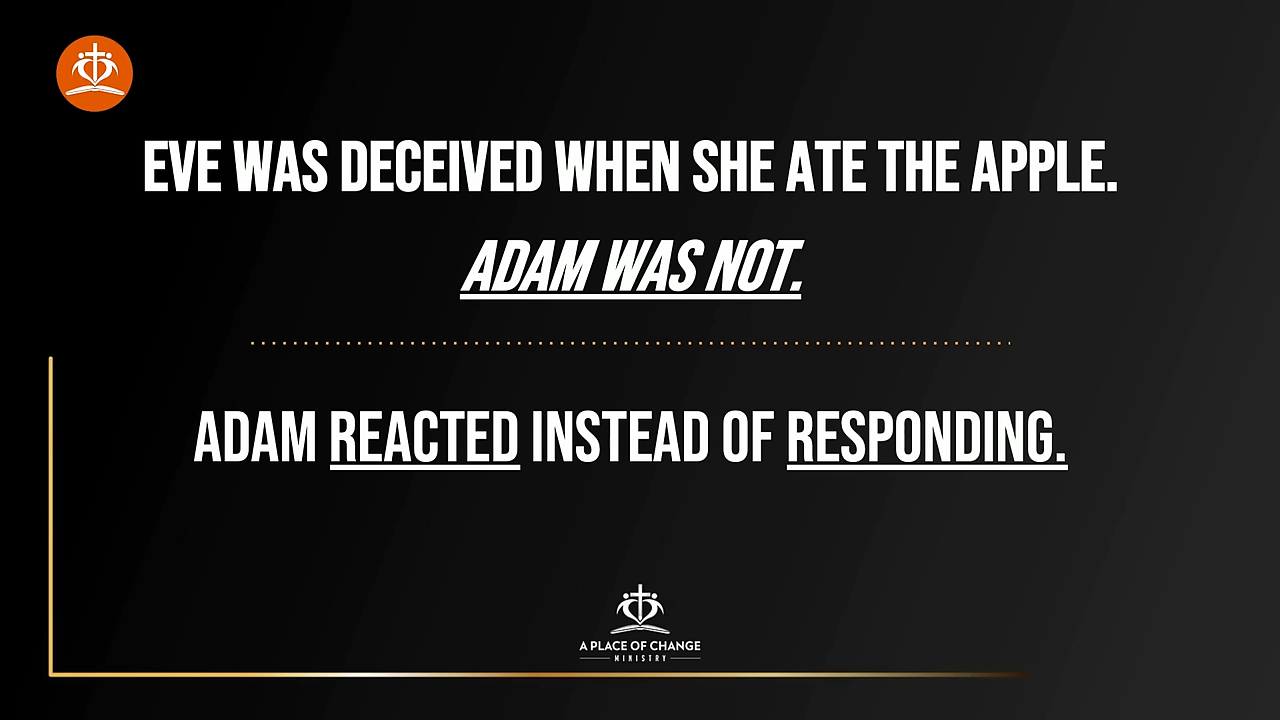 EVE WAS DECEIVED WHEN SHE ATE THE APPLE.
ADAM WAS NOT.
ADAM REACTED INSTEAD OF RESPONDING.
A PLACE OF CHANGE
MINISTRY